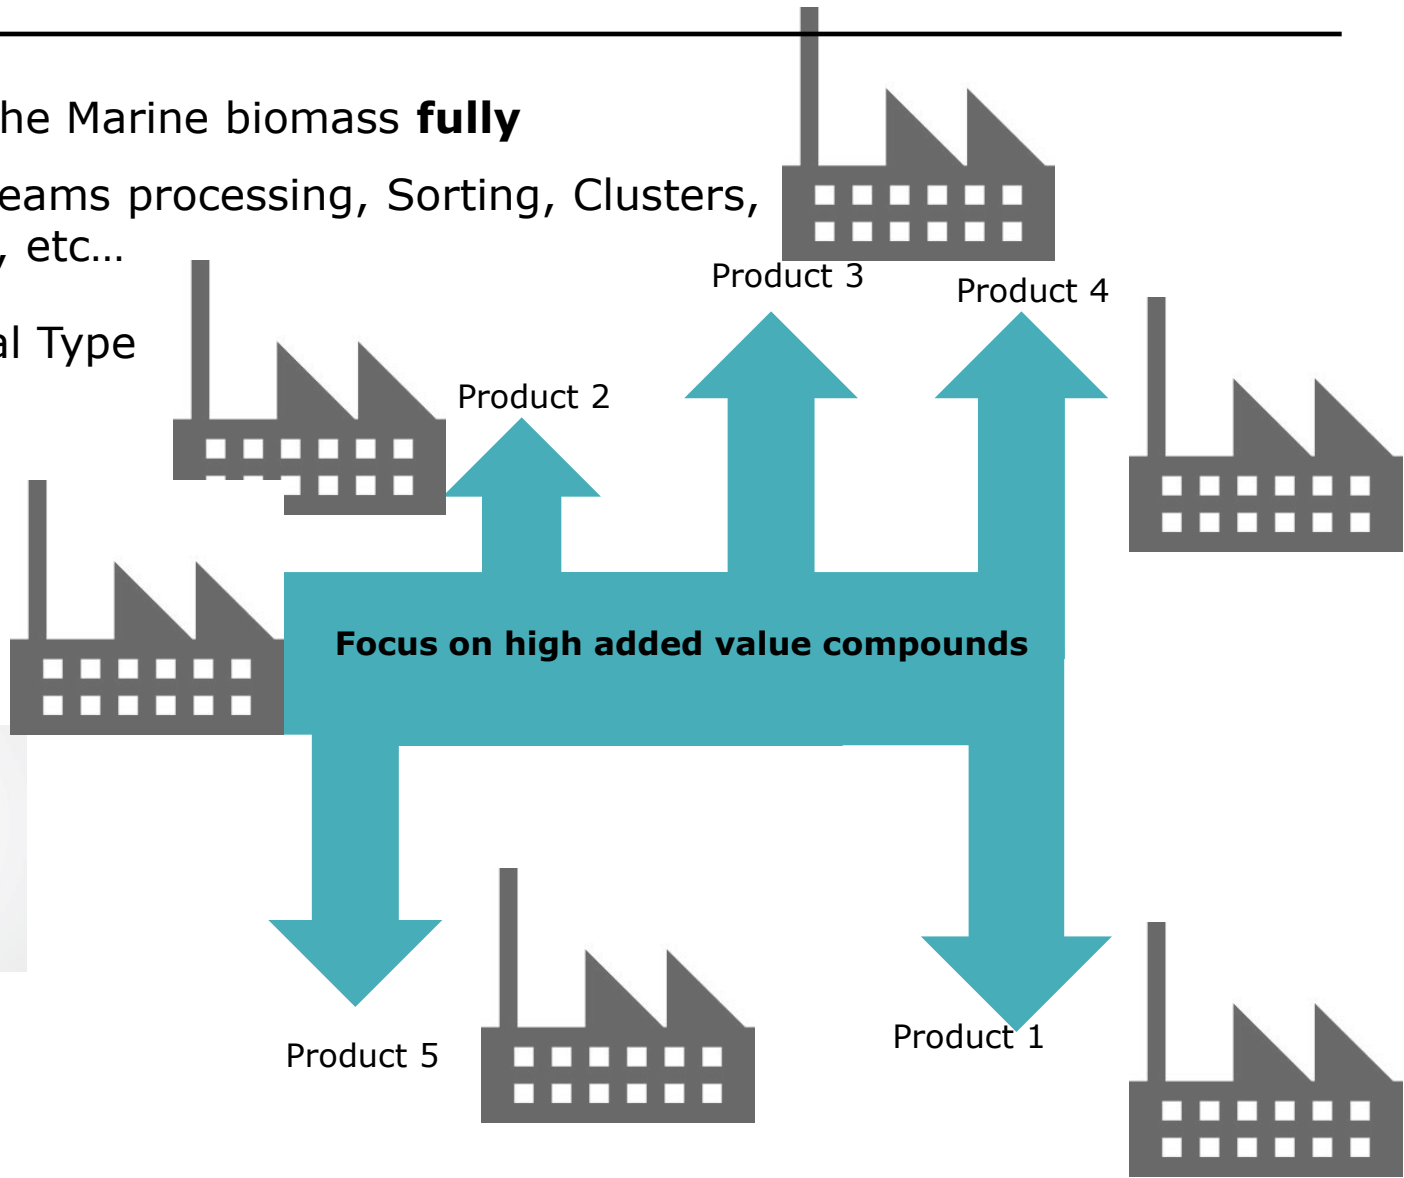 he Marine biomass fully
eams processing, Sorting, Clusters,
, etc…
al Type
Product 3
Product 4
Product 2
Focus on high added value compounds
Product 5
Product 1